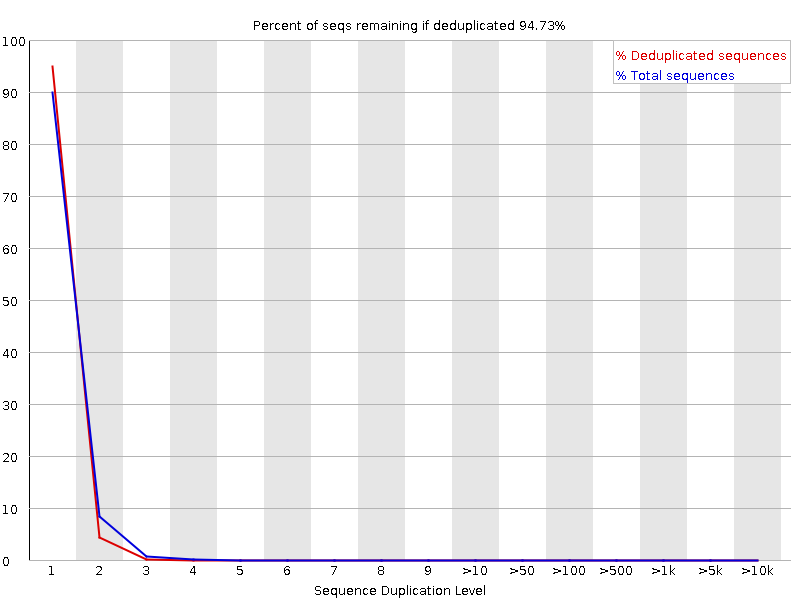 Percent of seqs remaining if deduplicated 94.73%
% Deduplicated sequences
% Total sequences
100
90
80
70
60
50
40
30
20
10
0
1 2 3 4 5 6 7 8 9 >10 >50 >100 >500 >1k >5k >10k
Sequence Duplication Level